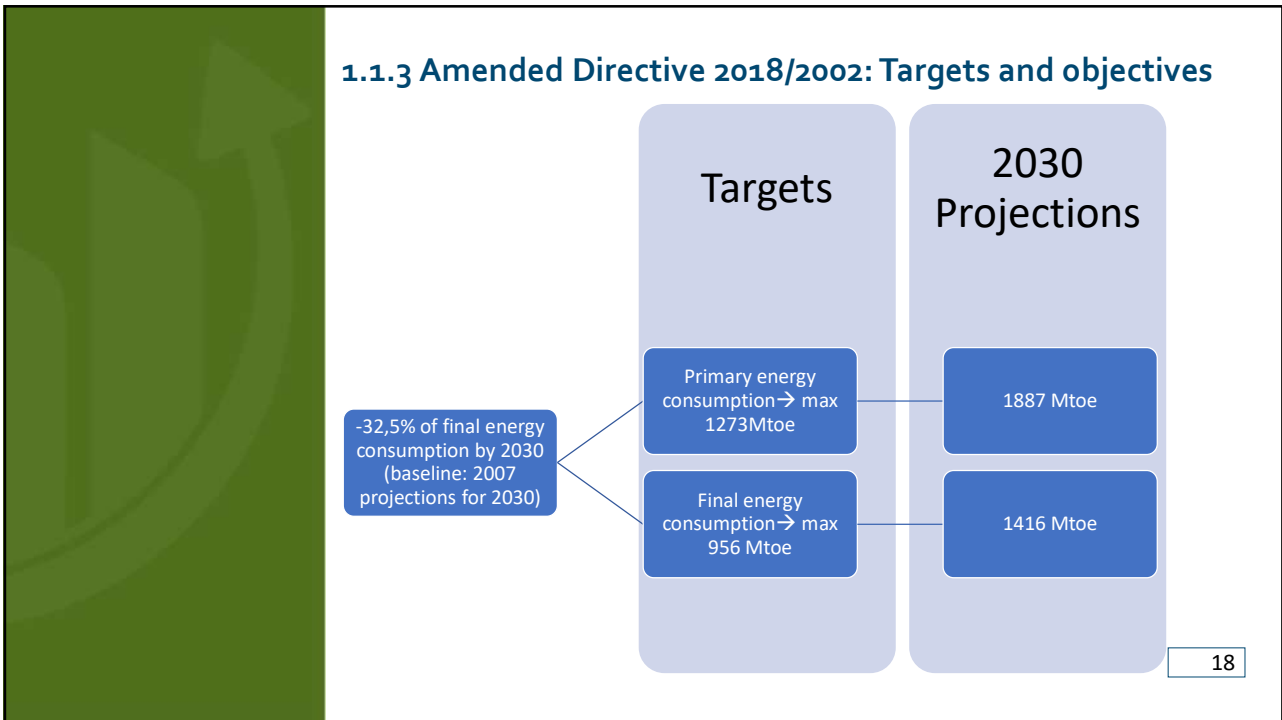 1.1.3 Amended Directive 2018/2002: Targets and objectives
Targets
2030
Projections
-32,5% of final energy
consumption by 2030
(baseline: 2007
projections for 2030)
Primary energy
consumption→ max
1273Mtoe
1887 Mtoe
Final energy
consumption→ max
956 Mtoe
1416 Mtoe
18